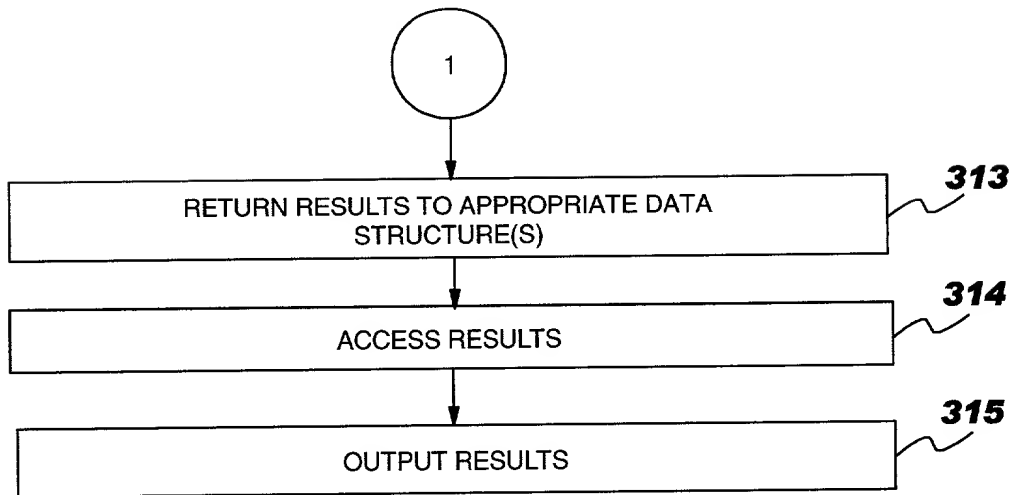 1
RETURN RESULTS TO APPROPRIATE DATA
STRUCTURE(S)
313
ACCESS RESULTS
314
OUTPUT RESULTS
315